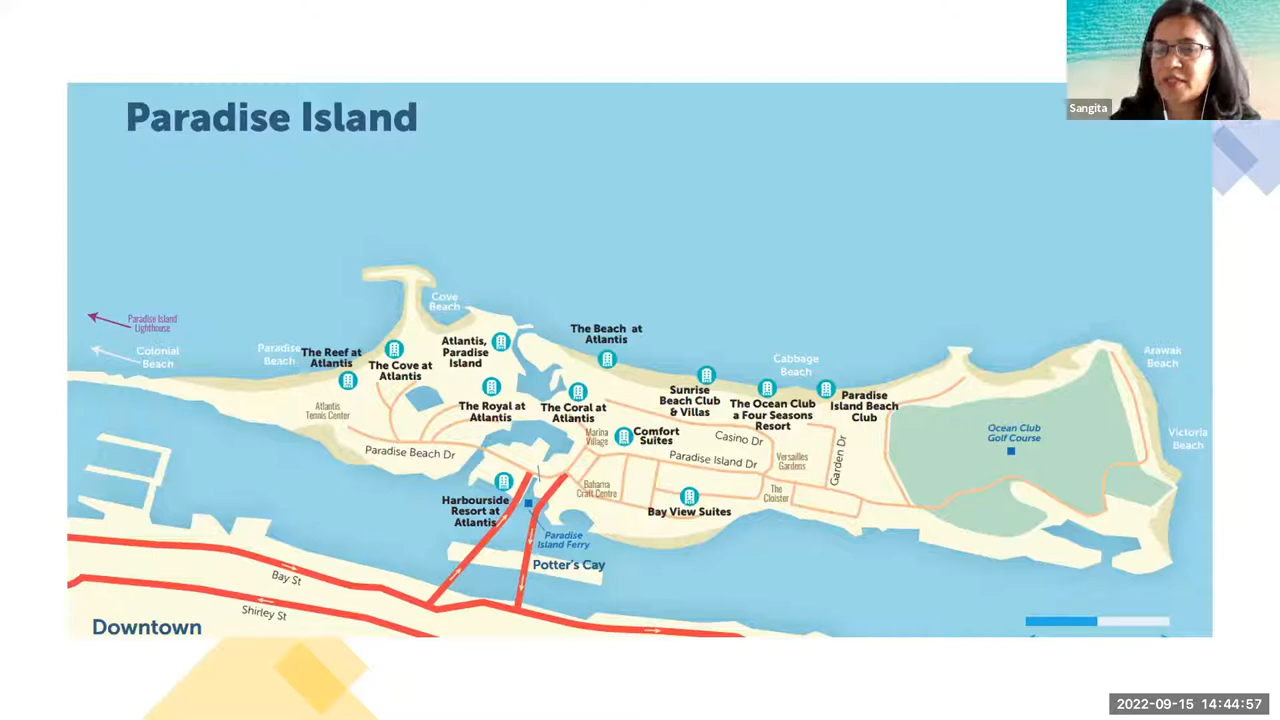 Sangita
Paradise Island
Cove
Beach
Paradise Island
Lighthouse
Colonial
Beach
Paradise
Beach
The Reef at
Atlantis
The Cove at
Atlantis
Atlantis,
Paradise
Island
The Beach at
Atlantis
Cabbage
Beach
Arawak
Beach
The Royal at
Atlantis
The Coral at
Atlantis
Sunrise
Beach Club
& Villas
The Ocean Club
a Four Seasons
Resort
Paradise
Island Beach
Club
Atlantis
Tennis Center
Marina
Village
Comfort
Suites
Casino Dr
Ocean Club
Golf Course
Victoria
Beach
Paradise Beach Dr
Paradise Island Dr
Versailles
Gardens
Garden Dr
Harbourside
Resort at
Atlantis
Bahama
Craft Centre
Bay View Suites
The
Cloister
Paradise
Island Ferry
Potter's Cay
Bay St
Shirley St
Downtown
2022-09-15 14:44:57